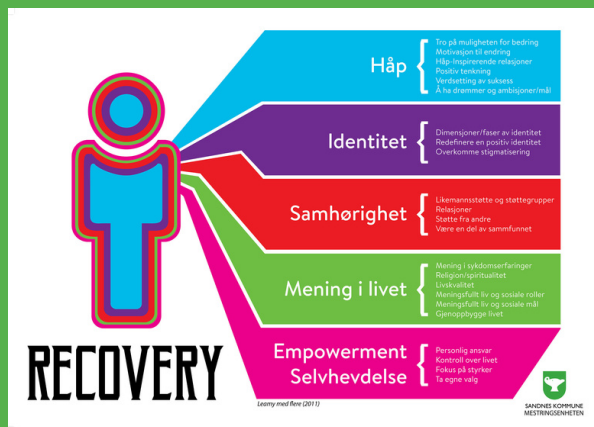 Håp
Tro på muligheten for bedring
Motivasjon til endring
Håp-Inspirerende relasjoner
Positiv tenkning
Verdsetting av suksess
Å ha drømmer og ambisjoner/mål
Identitet
Dimensjoner/faser av identitet
Redefinere en positiv identitet
Overkomme stigmatisering
Samhørighet
Likemannsstøtte og støttegrupper
Relasjoner
Støtte fra andre
Være en del av sammfunnet
Mening i livet
Mening i sykdomserfaringer
Religion/spiritualitet
Livskvalitet
Meningsfullt liv og sosiale roller
Meningsfullt liv og sosiale mål
Gjenoppbygge livet
Empowerment
Selvhevdelse
Personlig ansvar
Kontroll over livet
Fokus på styrker
Ta egne valg
RECOVERY
Leamy med flere (2011)
SANDNES KOMMUNE
MESTRINGSENHETEN